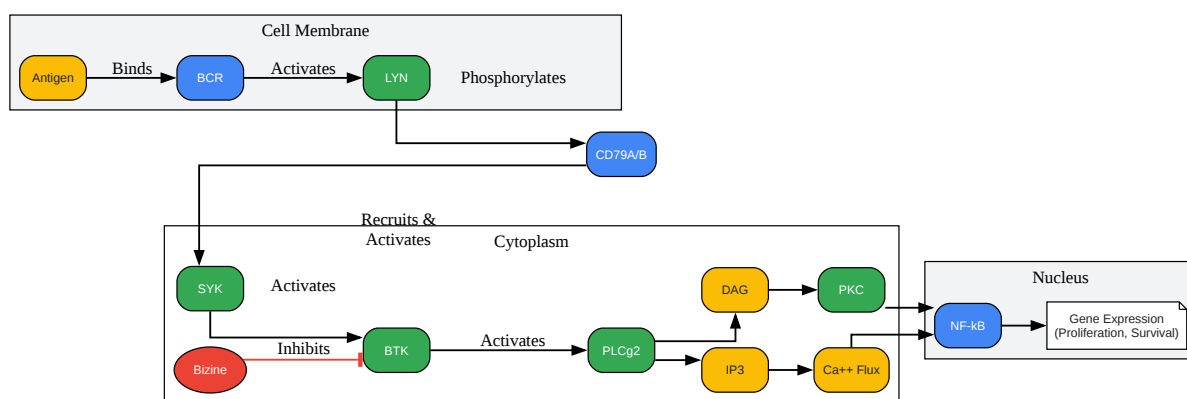 Cell Membrane
Antigen
Binds
BCR
Activates
LYN
Phosphorylates
CD79A/B
Recruits &
Activates
Cytoplasm
SYK
Activates
DAG
PKC
Nucleus
NF-kB
Gene Expression
(Proliferation, Survival)
Bizine
Inhibits
BTK
Activates
PLCg2
IP3
Ca++ Flux